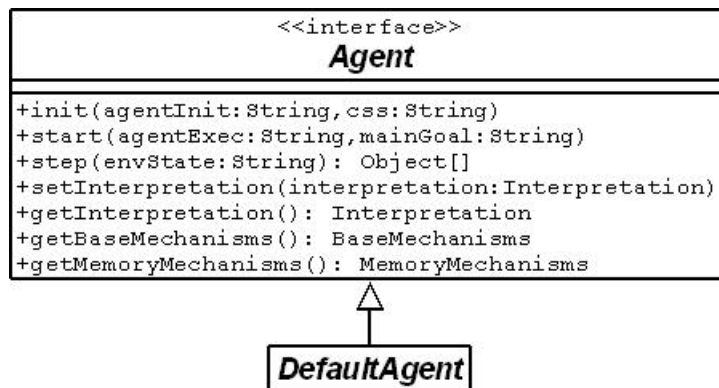 <<interface>>
Agent
+init(agentInit:String,css:String)
+start(agentExec:String,mainGoal:String)
+step(envState:String): Object[]
+setInterpretation(interpretation:Interpretation)
+getInterpretation(): Interpretation
+getBaseMechanisms(): BaseMechanisms
+getMemoryMechanisms(): MemoryMechanisms
DefaultAgent